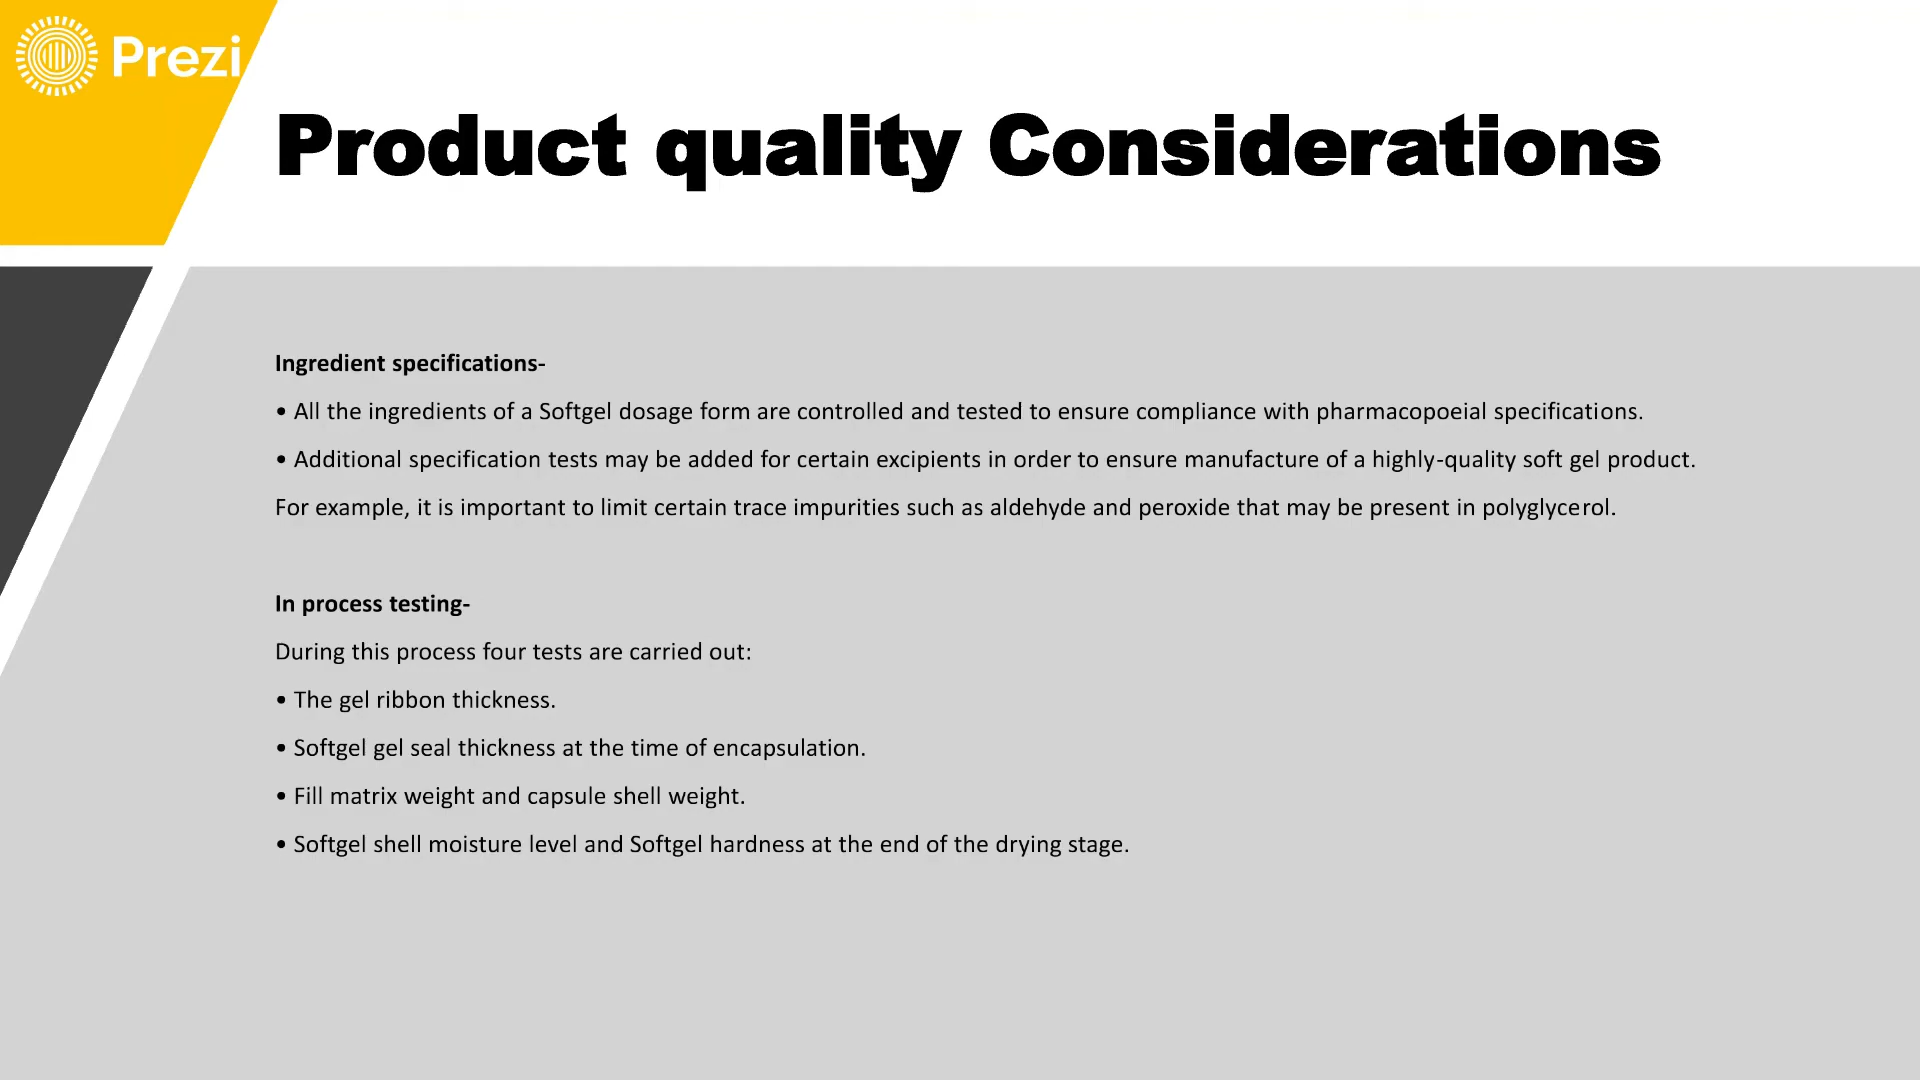 Prezi
Product quality Considerations
Ingredient specifications-
• All the ingredients of a Softgel dosage form are controlled and tested to ensure compliance with pharmacopoeial specifications.
• Additional specification tests may be added for certain excipients in order to ensure manufacture of a highly-quality soft gel product.
For example, it is important to limit certain trace impurities such as aldehyde and peroxide that may be present in polyglycerol.
In process testing-
During this process four tests are carried out:
• The gel ribbon thickness.
• Softgel gel seal thickness at the time of encapsulation.
• Fill matrix weight and capsule shell weight.
• Softgel shell moisture level and Softgel hardness at the end of the drying stage.